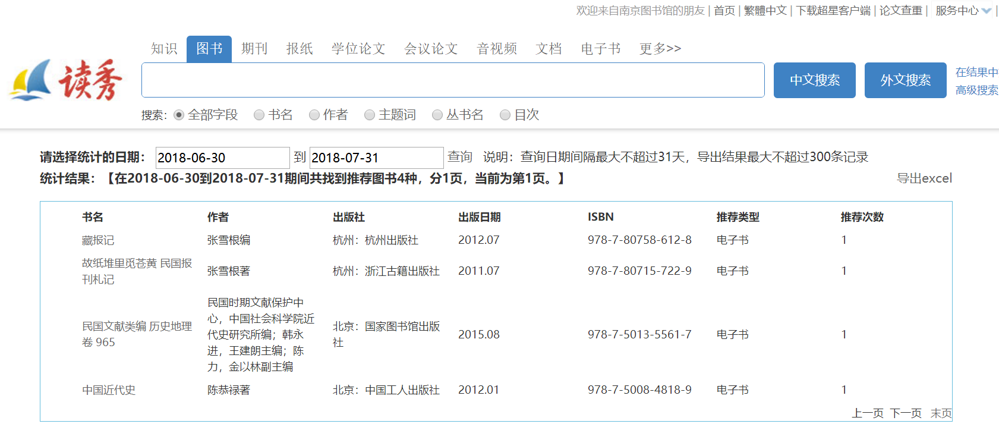 欢迎来自南京图书馆的朋友 | 首页 | 繁體中文 | 下载超星客户端 | 论文查重 | 服务中心 |
知识 图书 期刊 报纸 学位论文 会议论文 音视频 文档 电子书 更多>>
读秀
中文搜索 外文搜索
在结果中
高级搜索
搜索： 全部字段 书名 作者 主题词 丛书名 目次
请选择统计的日期： 2018-06-30 到 2018-07-31 查询 说明：查询日期间隔最大不超过31天，导出结果最大不超过300条记录
统计结果：【在2018-06-30到2018-07-31期间共找到推荐图书4种，分1页，当前为第1页。】 导出excel
书名 作者 出版社 出版日期 ISBN 推荐类型 推荐次数
藏报记 张雪根编 杭州：杭州出版社 2012.07 978-7-80758-612-8 电子书 1
故纸堆里觅苍黄 民国报
刊札记
张雪根著 杭州：浙江古籍出版社 2011.07 978-7-80715-722-9 电子书 1
民国文献类编 历史地理
卷 965
民国时期文献保护中
心，中国社会科学院近
代史研究所编；韩永
进，王建朗主编；陈
力，金以林副主编
北京：国家图书馆出版
社
2015.08 978-7-5013-5561-7 电子书 1
中国近代史 陈恭禄著 北京：中国工人出版社 2012.01 978-7-5008-4818-9 电子书 1
上一页 下一页 末页